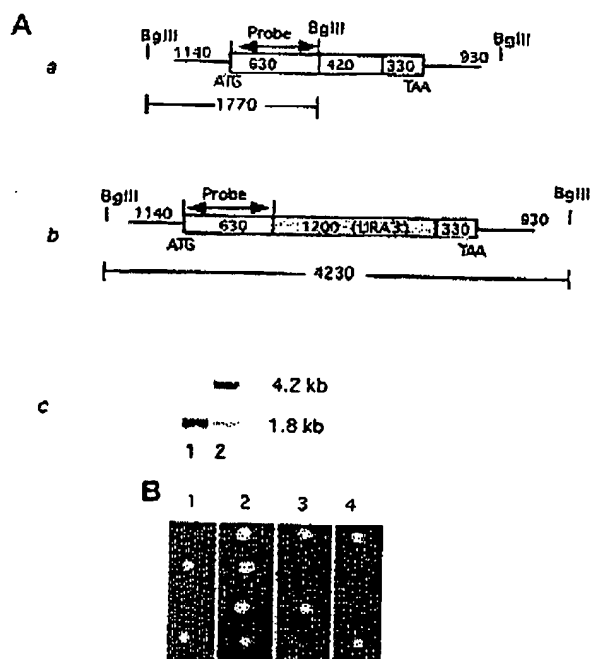 A
a
BglII 1140 Probe BglII 930 BglII
630 420 330
ATG TAA
1770
b
BglII 1140 Probe 930 BglII
630 1200 (URA3) 330
ATG TAA
4230
c
4.2 kb
1.8 kb
1 2
B
1 2 3 4